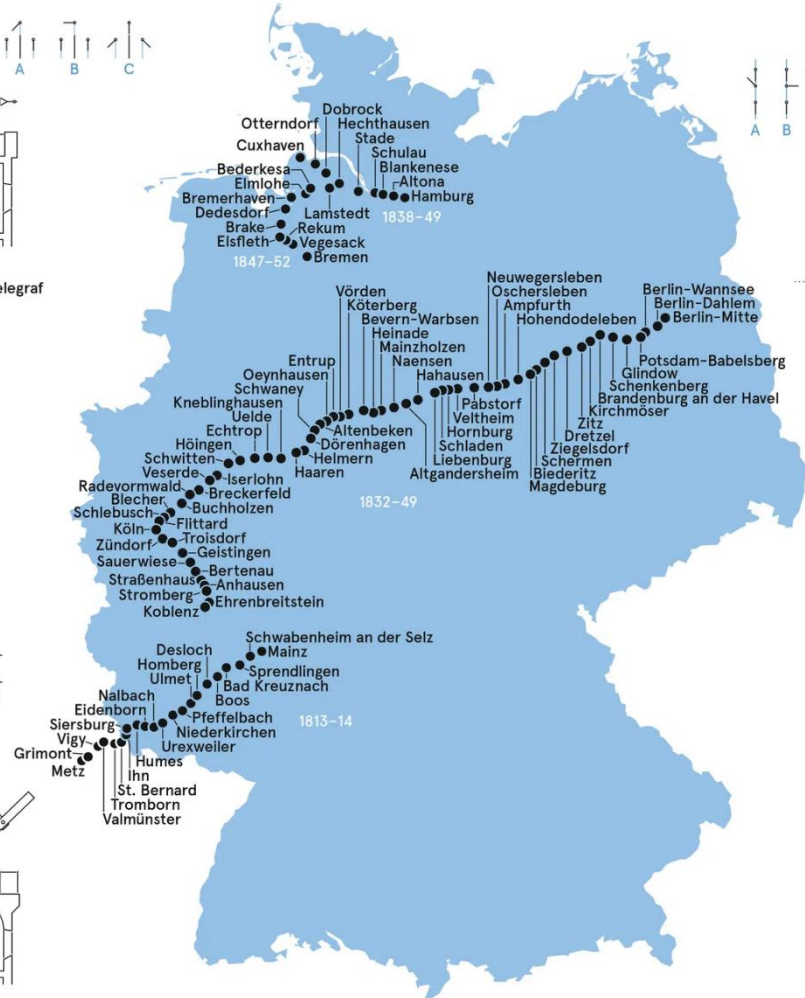 A B C
A B
elegraf
Dobrock
Otterndorf
Hechthausen
Stade
Cuxhaven
Schulau
Bederkesa
Blankenese
Elmlohe
Altona
Bremerhaven
Hamburg
Dedesdorf
Lamstedt
1838–49
Brake
Rekum
Elsfleth
Vegesack
1847–52
Bremen
Neuwegersleben
Oschersleben
Ampfurth
Hohendodeleben
Berlin-Wannsee
Berlin-Dahlem
Berlin-Mitte
Vörden
Köterberg
Bevern-Warbsen
Heinade
Mainzholzen
Naensen
Hahausen
Entrup
Oeynhausen
Schwaney
Kneblinghausen
Uelde
Echtrop
Höingen
Schwitten
Veserde
Radevormwald
Blecher
Schlebusch
Köln
Zündorf
Potsdam-Babelsberg
Glindow
Schenkenberg
Brandenburg an der Havel
Kirchmöser
Zitz
Dretzel
Ziegelsdorf
Schermen
Biederitz
Magdeburg
Pabstorf
Veltheim
Hornburg
Schladen
Liebenburg
Altgandersheim
Altenbeken
Dörenhagen
Helmern
Haaren
1832–49
Iserlohn
Breckerfeld
Buchholzen
Flittard
Troisdorf
Geistingen
Sauerwiese
Bertenau
Straßenhaus
Anhausen
Stromberg
Ehrenbreitstein
Koblenz
Schwabenheim an der Selz
Mainz
Desloch
Homberg
Sprendlingen
Ulmet
Bad Kreuznach
Boos
Nalbach
Eidenborn
Pfeffelbach
1813–14
Siersburg
Niederkirchen
Vigy
Urexweiler
Grimont
Humes
Metz
Ihn
St. Bernard
Tromborn
Valmünster